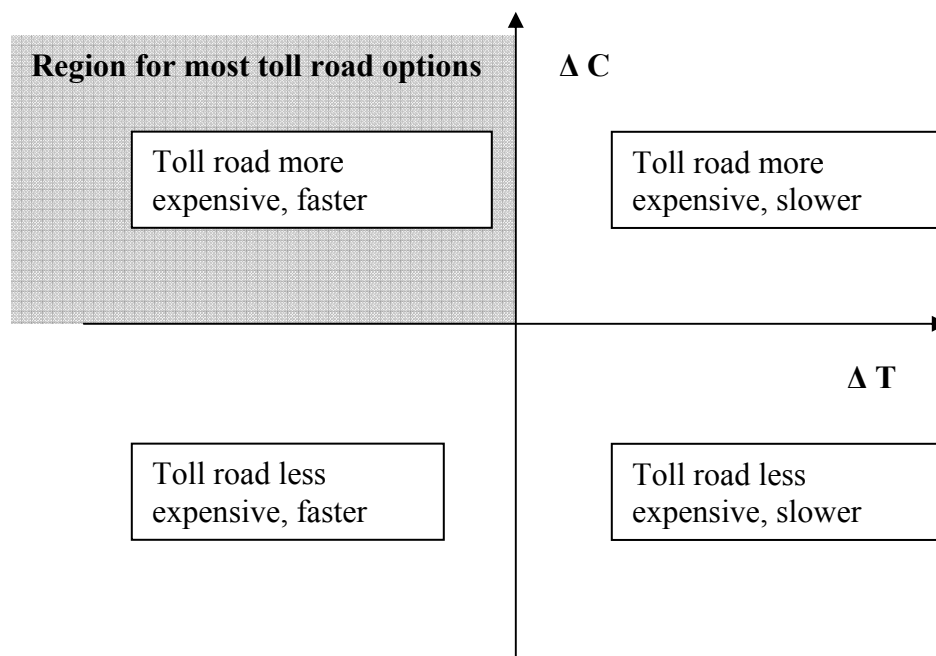 Region for most toll road options
Δ C
Toll road more
expensive, faster
Toll road more
expensive, slower
Δ T
Toll road less
expensive, faster
Toll road less
expensive, slower